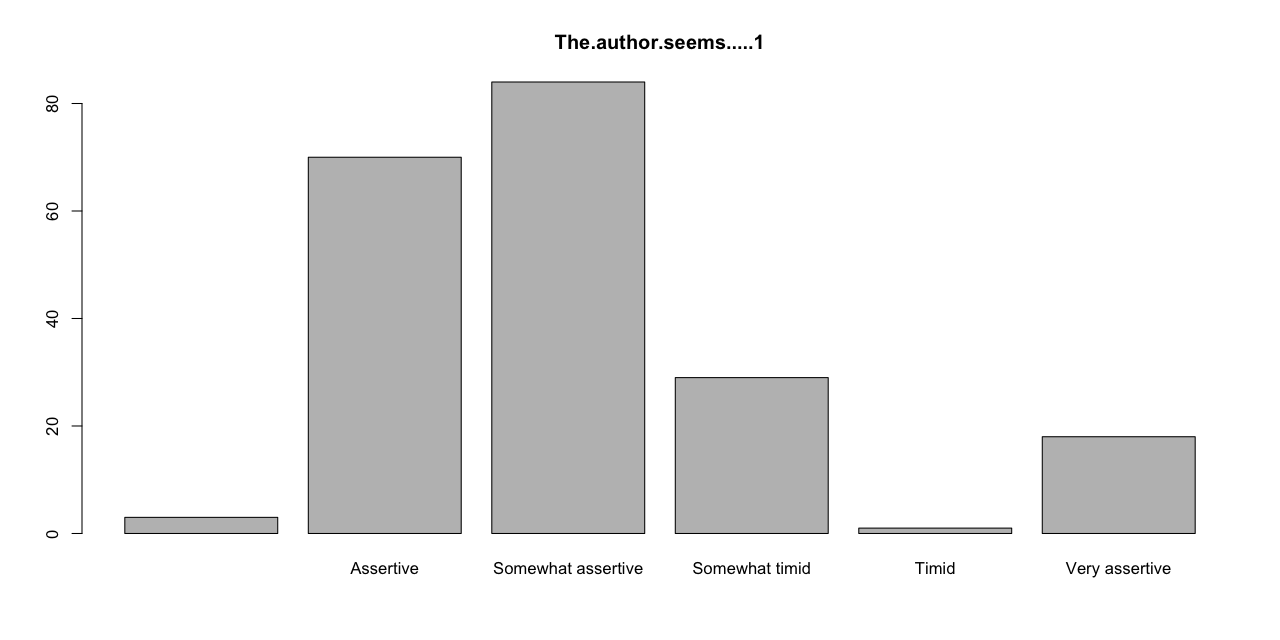 The.author.seems.....1
80
60
40
20
0
Assertive Somewhat assertive Somewhat timid Timid Very assertive